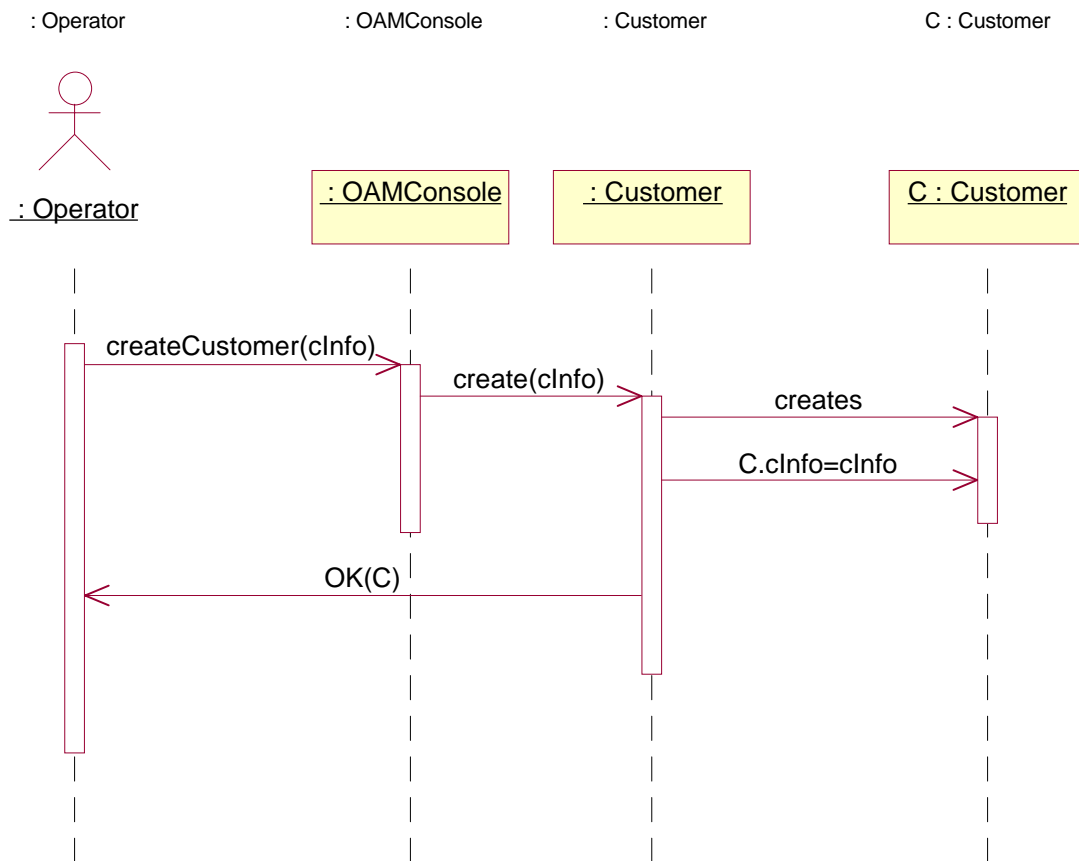 : Operator
: OAMConsole
: Customer
C : Customer
: Operator
: OAMConsole
: Customer
C : Customer
createCustomer(cInfo)
create(cInfo)
creates
C.cInfo=cInfo
OK(C)